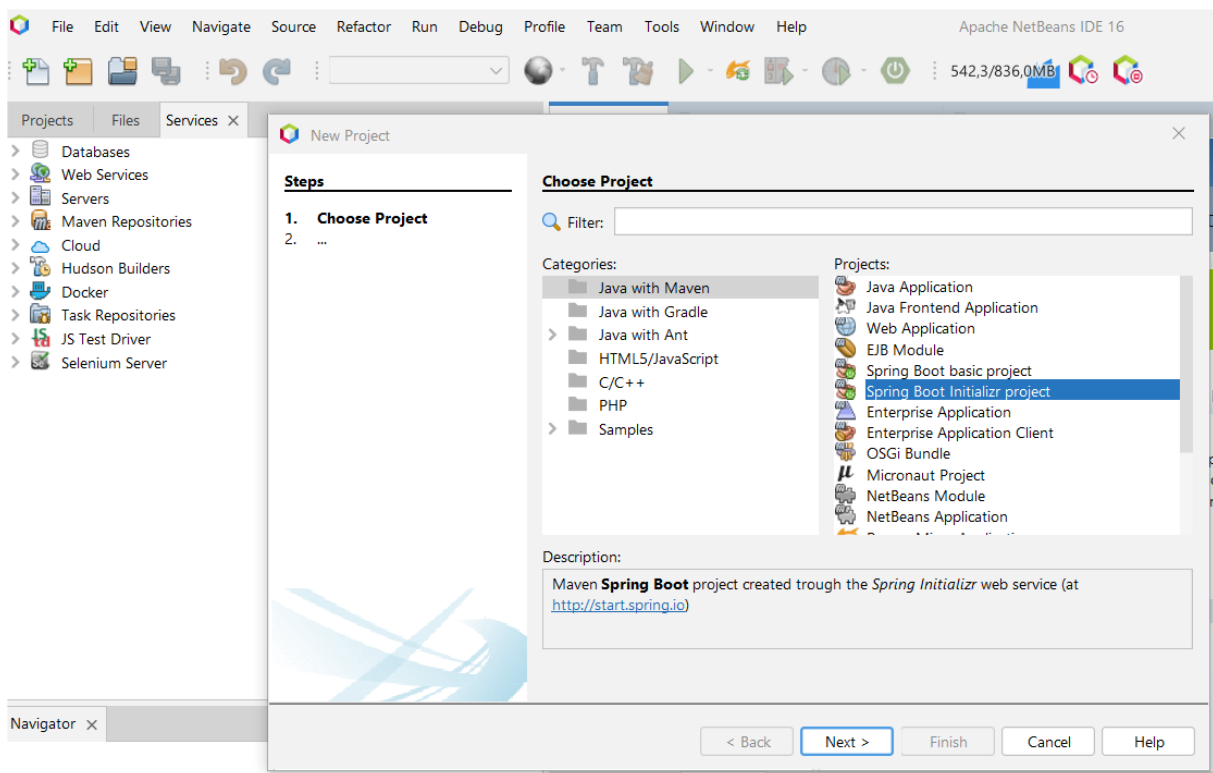 File Edit View Navigate Source Refactor Run Debug Profile Team Tools Window Help Apache NetBeans IDE 16
542,3/836,0MB
Projects Files Services
Databases
Web Services
Servers
Maven Repositories
Cloud
Hudson Builders
Docker
Task Repositories
JS Test Driver
Selenium Server
Navigator
New Project
Steps
1. Choose Project
2. ...
Choose Project
Filter:
Categories:
Java with Maven
Java with Gradle
Java with Ant
HTML5/JavaScript
C/C++
PHP
Samples
Projects:
Java Application
Java Frontend Application
Web Application
EJB Module
Spring Boot basic project
Spring Boot Initializr project
Enterprise Application
Enterprise Application Client
OSGi Bundle
Micronaut Project
NetBeans Module
NetBeans Application
Description:
Maven Spring Boot project created trough the Spring Initializr web service (at
http://start.spring.io)
< Back Next > Finish Cancel Help